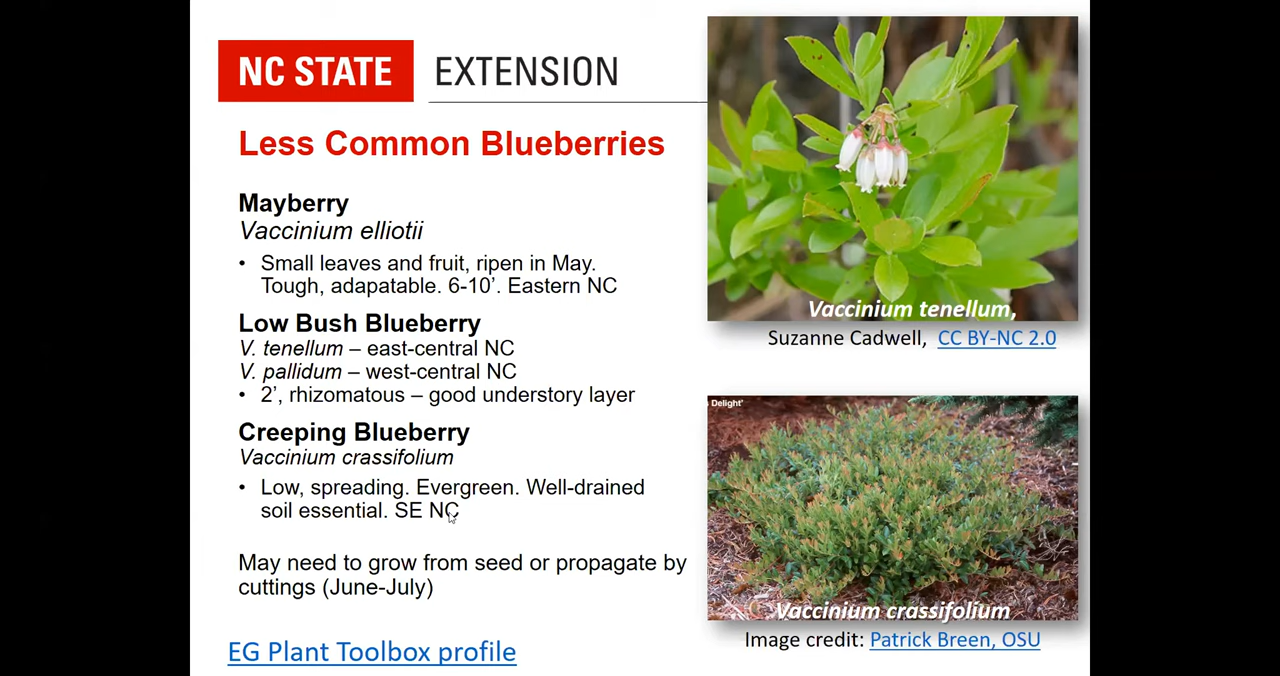 NC STATE EXTENSION
Less Common Blueberries
Mayberry
Vaccinium elliotii
• Small leaves and fruit, ripen in May.
Tough, adapatable. 6-10’. Eastern NC
Low Bush Blueberry
V. tenellum – east-central NC
V. pallidum – west-central NC
• 2’, rhizomatous – good understory layer
Creeping Blueberry
Vaccinium crassifolium
• Low, spreading. Evergreen. Well-drained
soil essential. SE NC
May need to grow from seed or propagate by
cuttings (June-July)
EG Plant Toolbox profile
Vaccinium tenellum,
Suzanne Cadwell, CC BY-NC 2.0
Delight'
Vaccinium crassifolium
Image credit: Patrick Breen, OSU